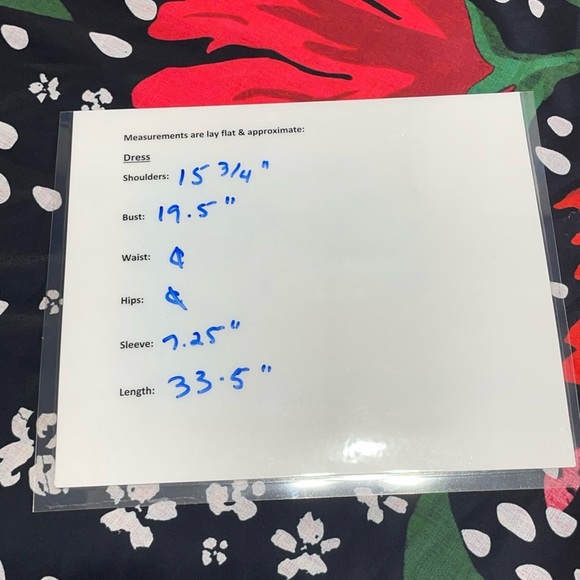 Measurements are lay flat & approximate:
Dress
Shoulders: 15 3/4"
Bust: 19.5"
Waist:
Hips:
Sleeve: 7.25"
Length: 33.5"